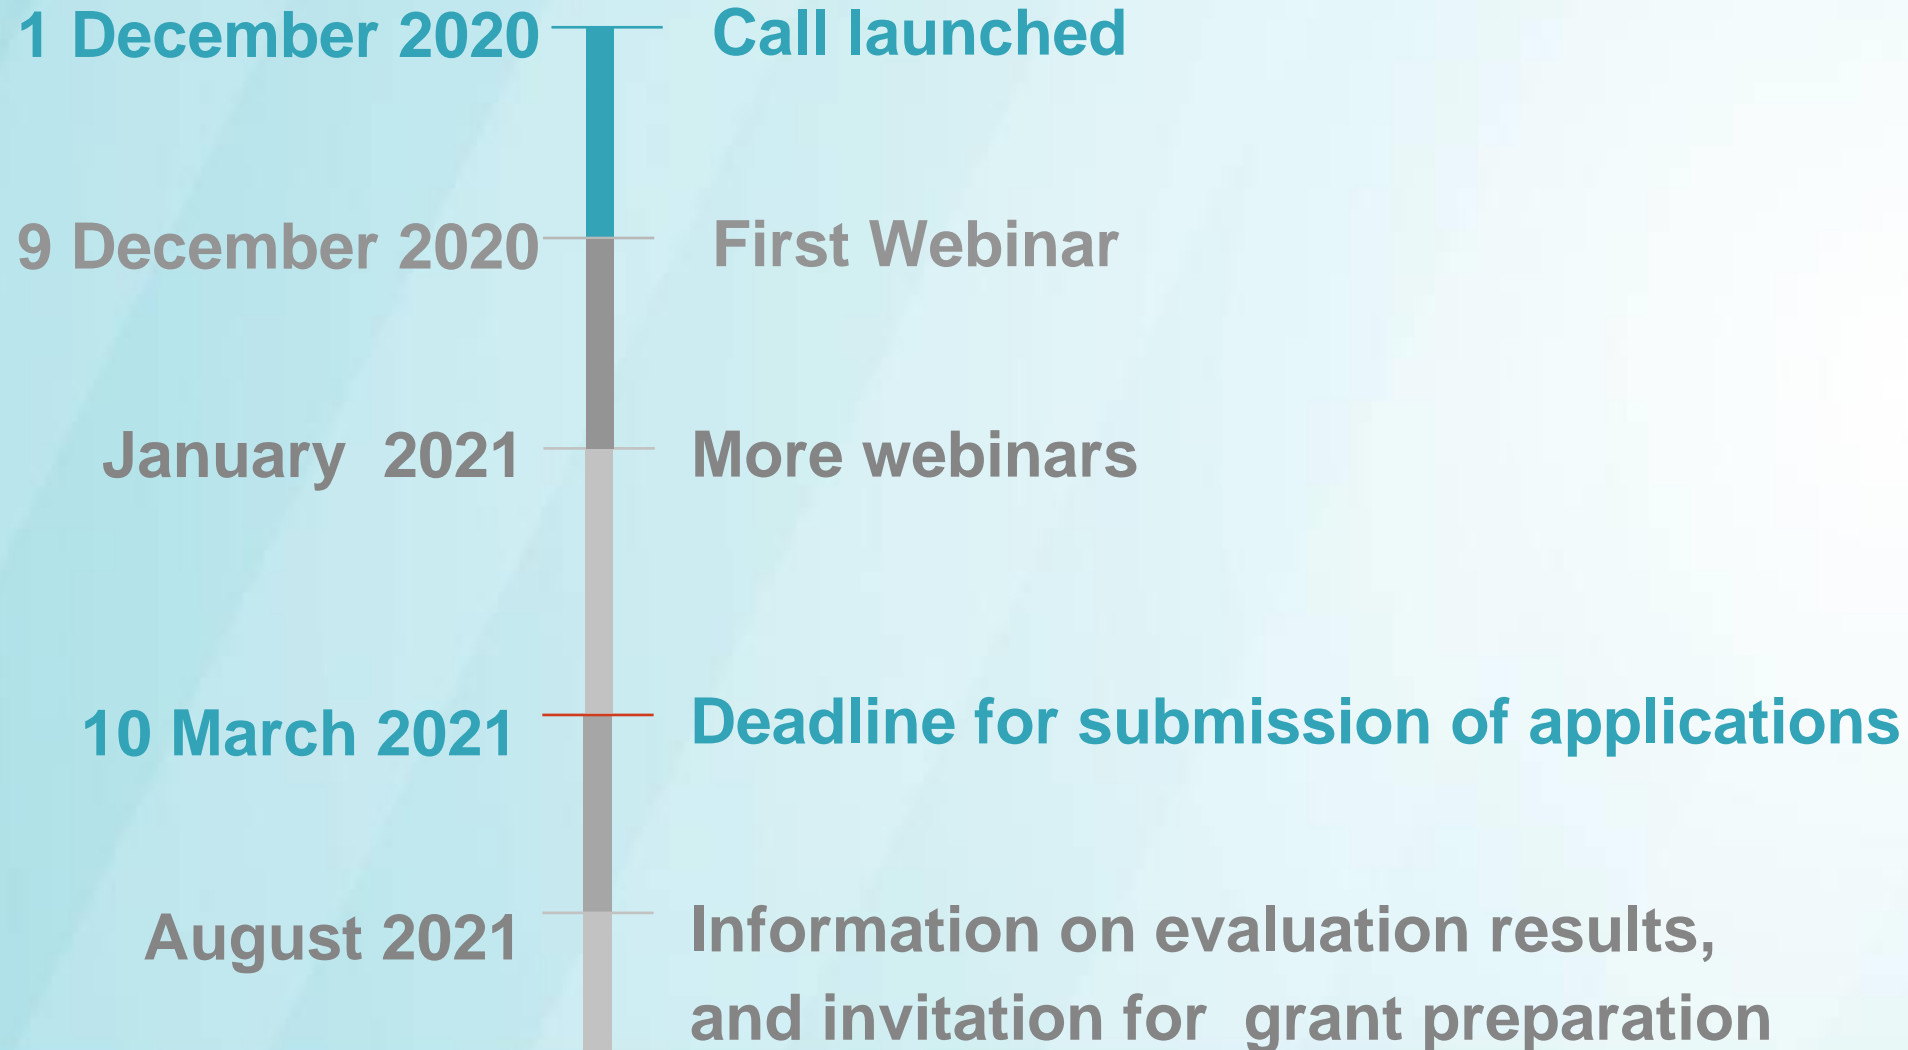 1 December 2020 Call launched
9 December 2020 First Webinar
January 2021 More webinars
10 March 2021 Deadline for submission of applications
August 2021 Information on evaluation results,
and invitation for grant preparation